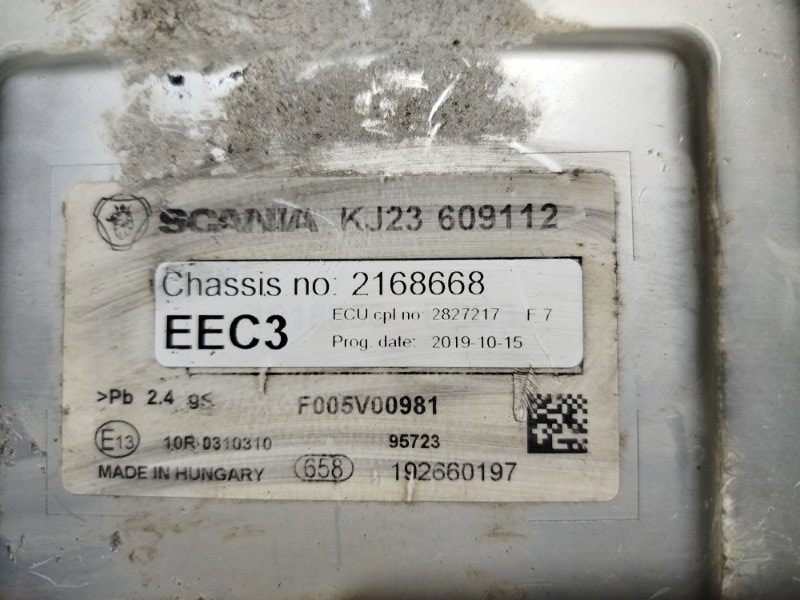 SCANIA KJ23 609112
Chassis no: 2168668
EEC3 ECU cpl no: 2827217 F 7
Prog. date: 2019-10-15
>Pb 2.4 g< F005V00981
E13 10R 0310310 95723
MADE IN HUNGARY 658 192660197